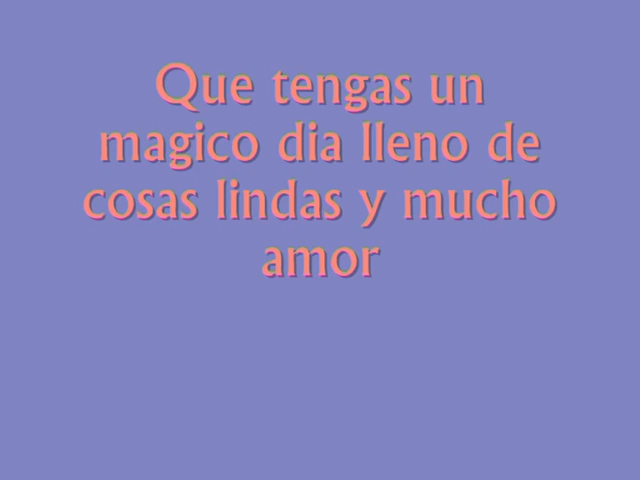 Que tengas un
magico dia lleno de
cosas lindas y mucho
amor